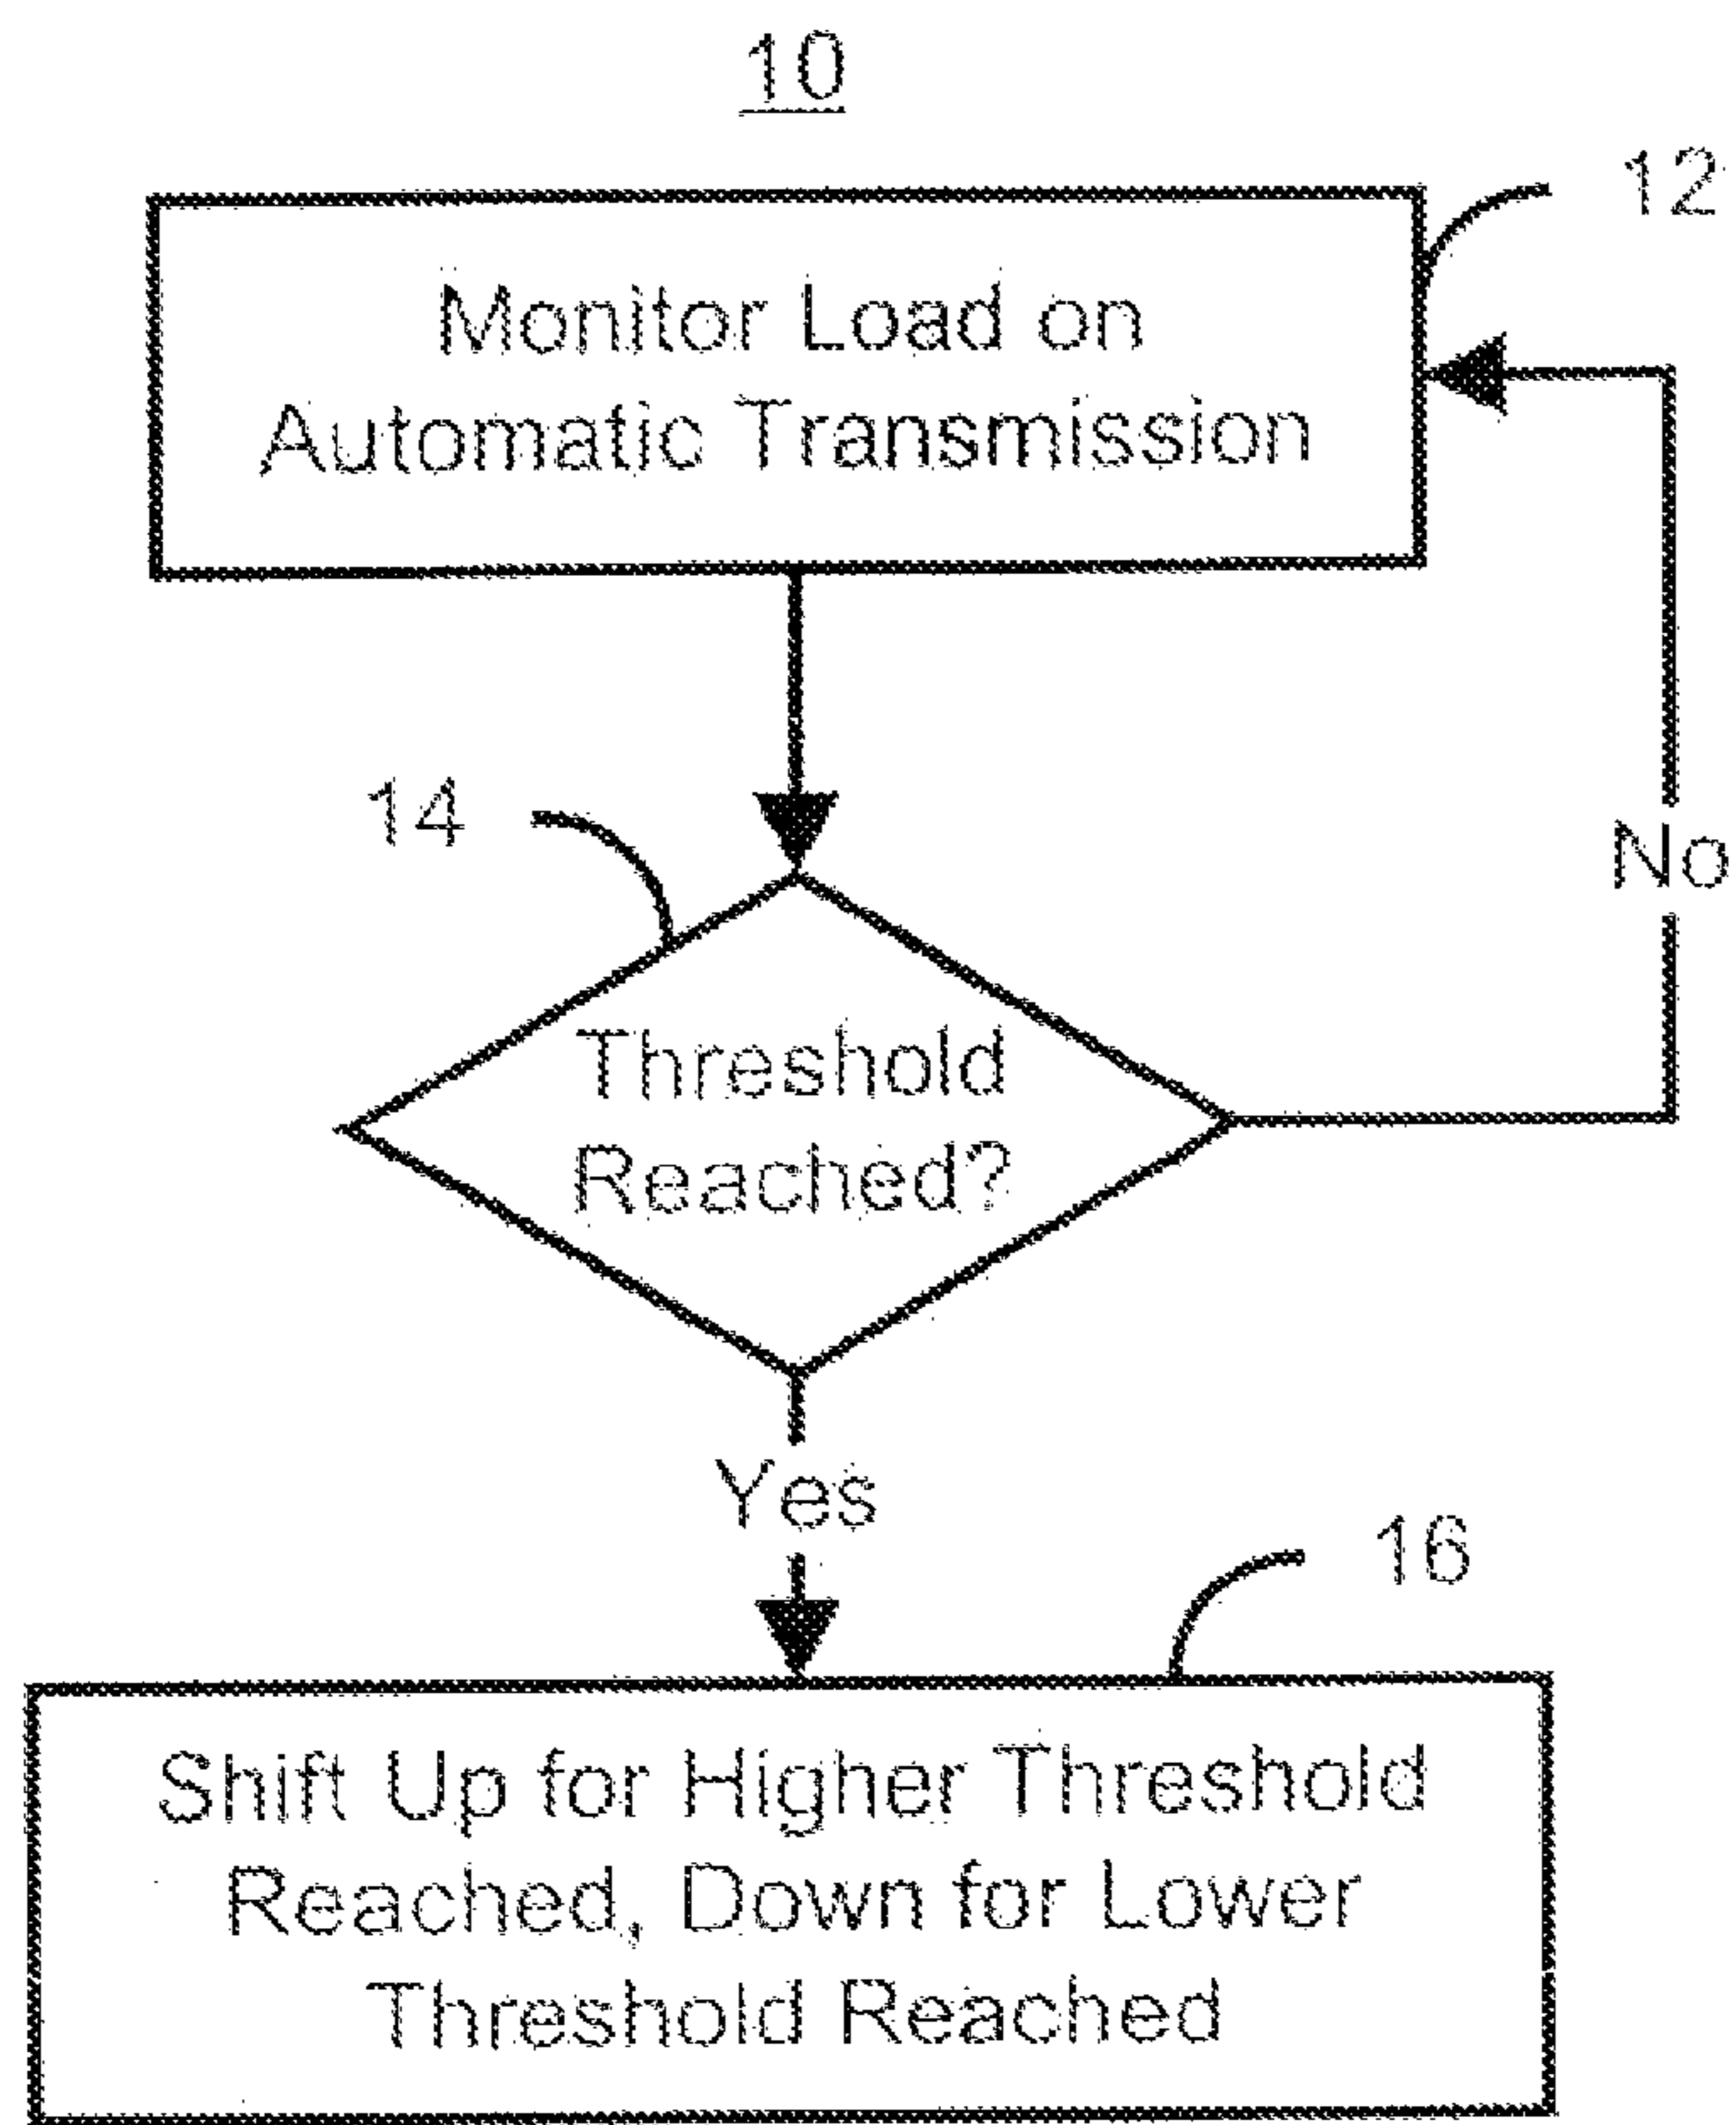 10
12
Monitor Load on
Automatic Transmission
14
No
Threshold
Reached?
Yes
16
Shift Up for Higher Threshold
Reached, Down for Lower
Threshold Reached